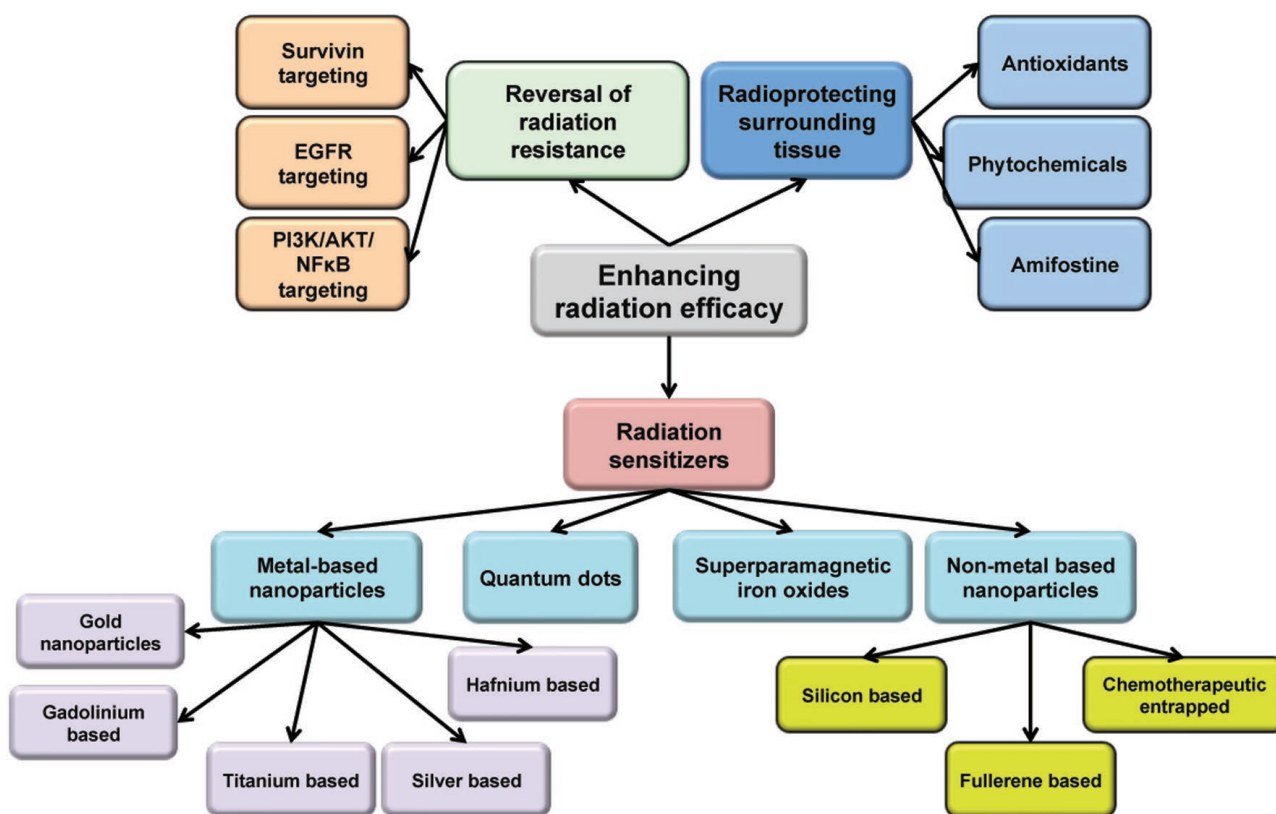 Survivin
targeting
EGFR
targeting
PI3K/AKT/
NFκB
targeting
Reversal of
radiation
resistance
Radioprotecting
surrounding
tissue
Antioxidants
Phytochemicals
Amifostine
Enhancing
radiation efficacy
Radiation
sensitizers
Metal-based
nanoparticles
Quantum dots
Superparamagnetic
iron oxides
Non-metal based
nanoparticles
Gold
nanoparticles
Gadolinium
based
Titanium based
Silver based
Hafnium based
Silicon based
Fullerene based
Chemotherapeutic
entrapped